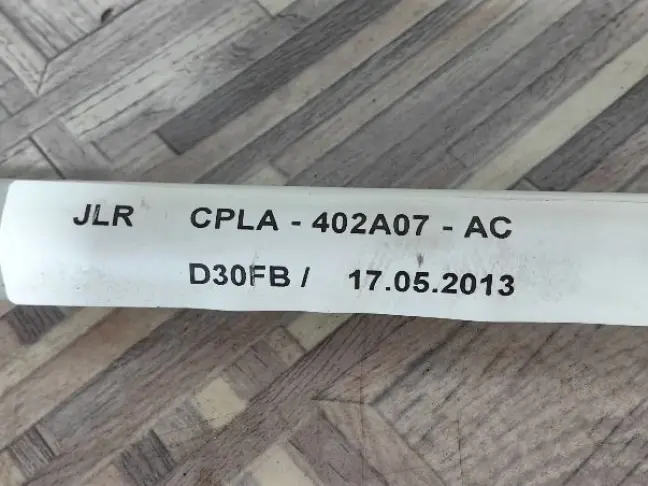 JLR CPLA - 402A07 - AC
D30FB / 17.05.2013